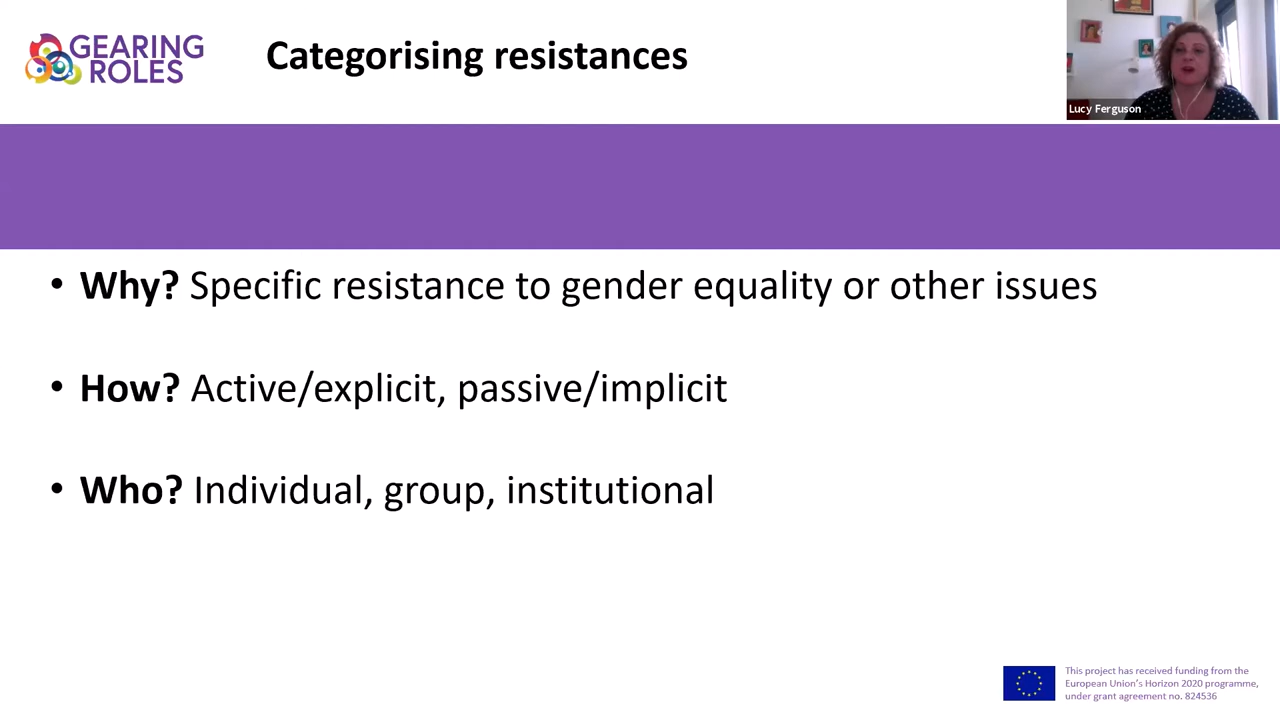 GEARING
ROLES
Categorising resistances
Lucy Ferguson
• Why? Specific resistance to gender equality or other issues
• How? Active/explicit, passive/implicit
• Who? Individual, group, institutional
This project has received funding from the
European Union's Horizon 2020 programme,
under grant agreement no. 824536